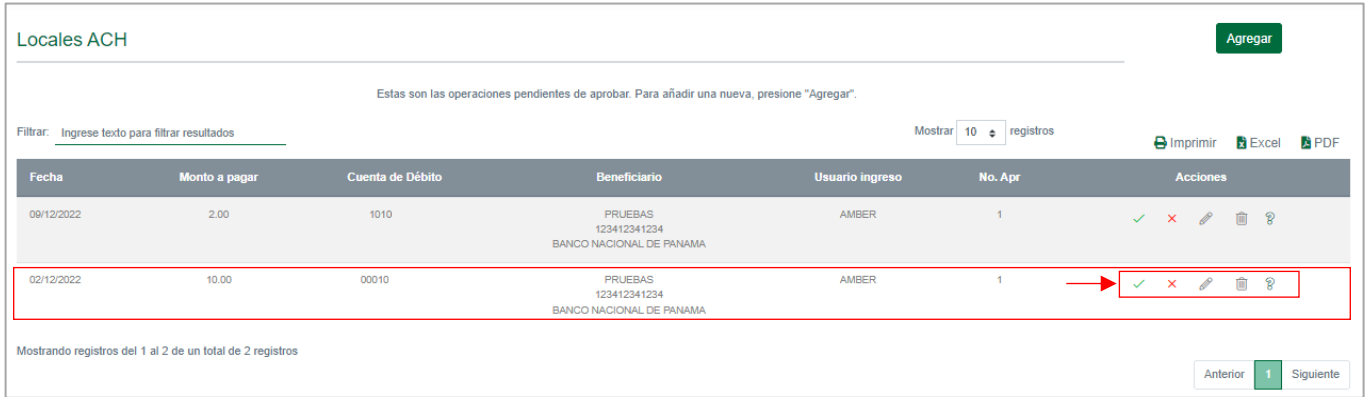 Locales ACH
Agregar
Estas son las operaciones pendientes de aprobar. Para añadir una nueva, presione "Agregar".
Filtrar: Ingrese texto para filtrar resultados
Mostrar 10 registros
Imprimir Excel PDF
Fecha Monto a pagar Cuenta de Débito Beneficiario Usuario ingreso No. Apr Acciones
09/12/2022 2.00 1010 PRUEBAS AMBER 1
123412341234
BANCO NACIONAL DE PANAMA
02/12/2022 10.00 00010 PRUEBAS AMBER 1
123412341234
BANCO NACIONAL DE PANAMA
Mostrando registros del 1 al 2 de un total de 2 registros
Anterior 1 Siguiente